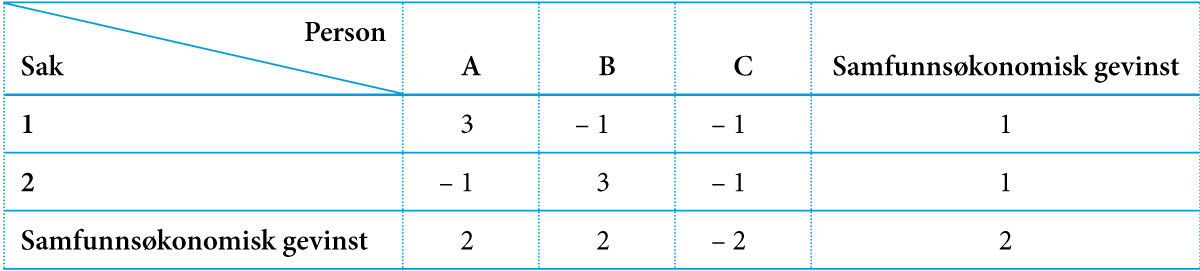 Person
Sak A B C Samfunnsøkonomisk gevinst
1 3 – 1 – 1 1
2 – 1 3 – 1 1
Samfunnsøkonomisk gevinst 2 2 – 2 2